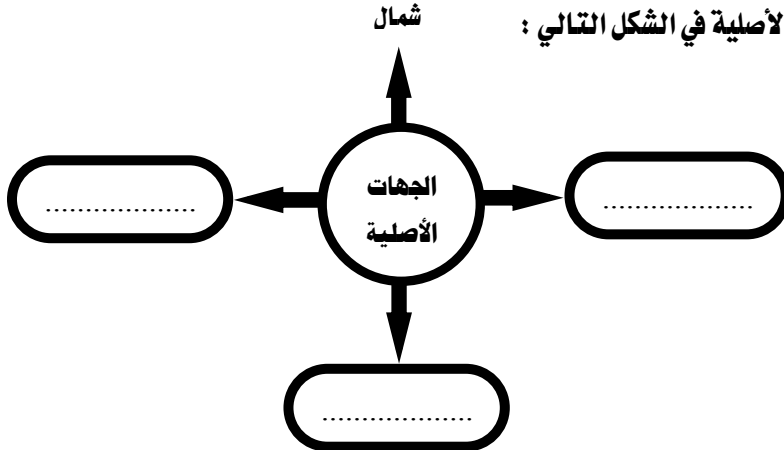 لأصلية في الشكل التالي :
شمال
الجهات
الأصلية
..................
..................
..................